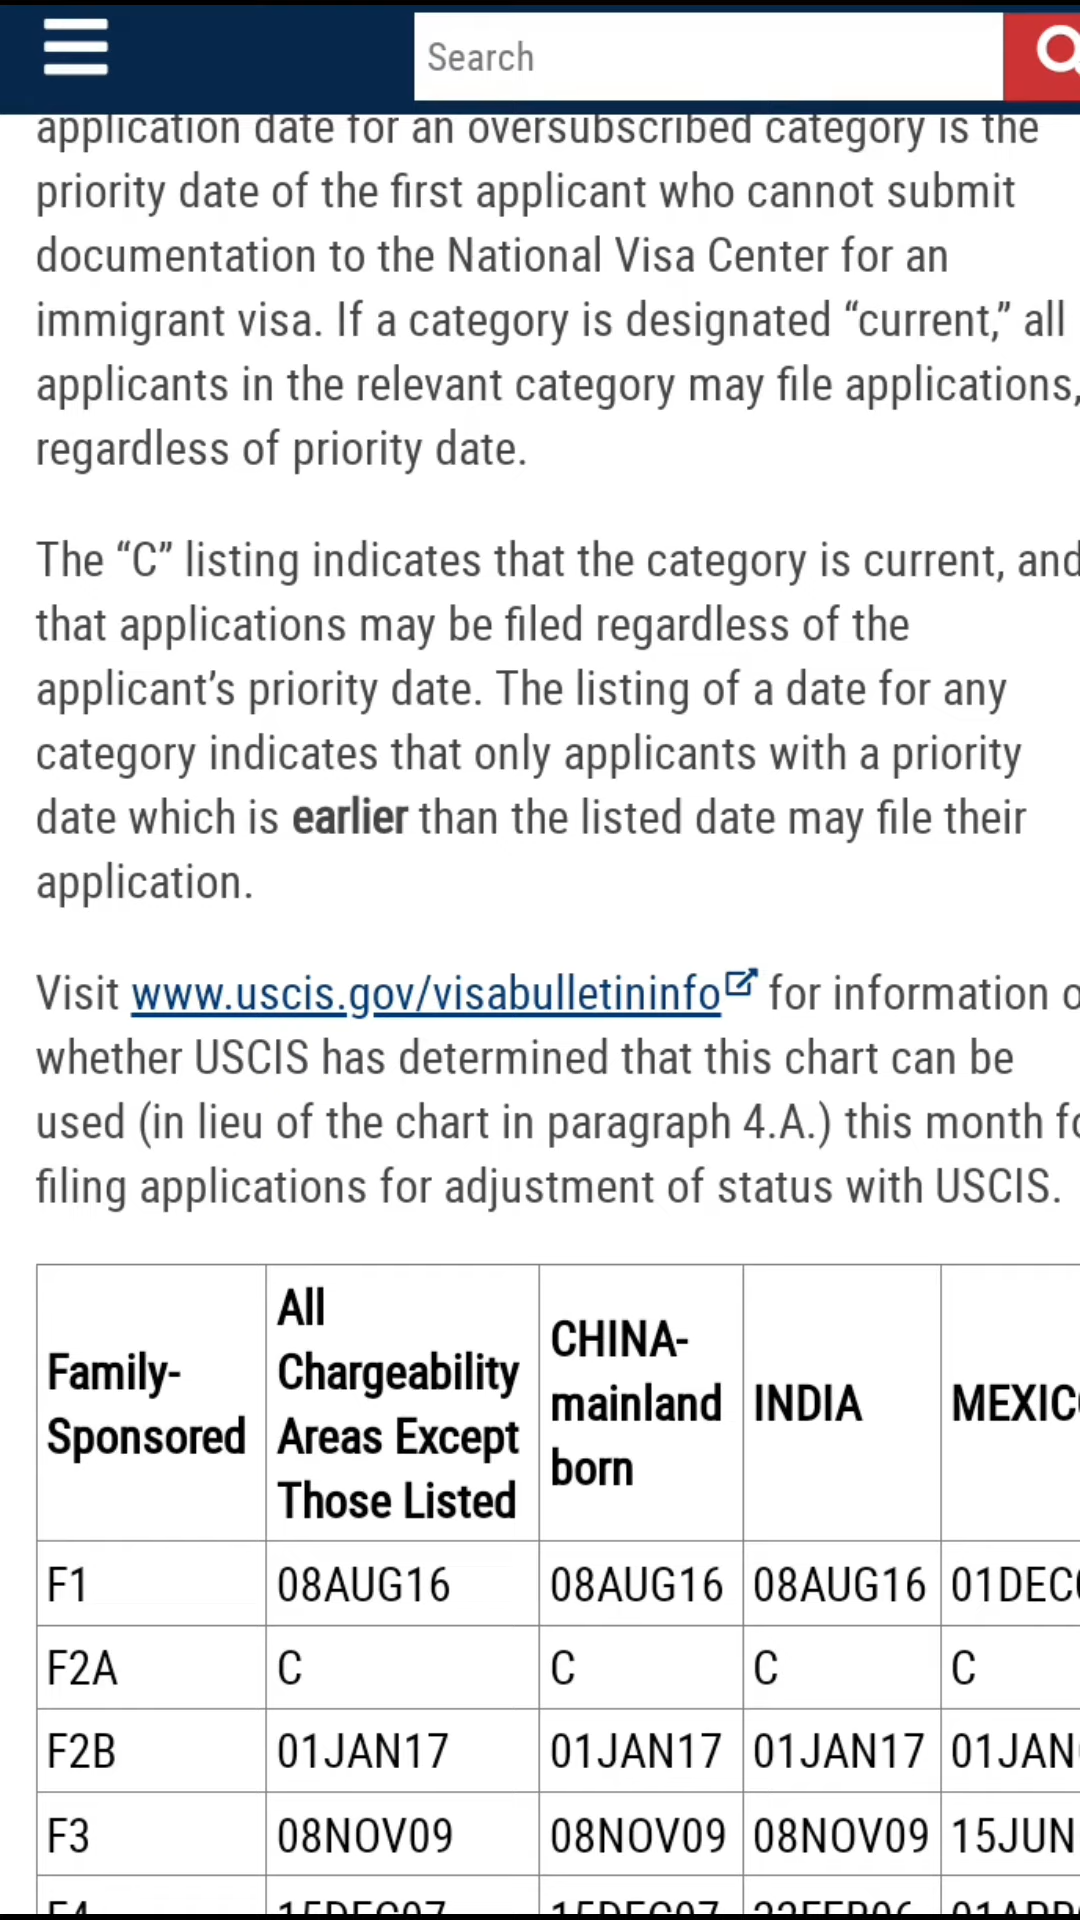 Search
application date for an oversubscribed category is the
priority date of the first applicant who cannot submit
documentation to the National Visa Center for an
immigrant visa. If a category is designated “current,” all
applicants in the relevant category may file applications,
regardless of priority date.
The “C” listing indicates that the category is current, and
that applications may be filed regardless of the
applicant’s priority date. The listing of a date for any
category indicates that only applicants with a priority
date which is earlier than the listed date may file their
application.
Visit www.uscis.gov/visabulletininfo for information
whether USCIS has determined that this chart can be
used (in lieu of the chart in paragraph 4.A.) this month
filing applications for adjustment of status with USCIS.
Family-Sponsored All Chargeability Areas Except Those Listed CHINA-mainland born INDIA MEXICO
F1 08AUG16 08AUG16 08AUG16 01DEC
F2A C C C C
F2B 01JAN17 01JAN17 01JAN17 01JAN
F3 08NOV09 08NOV09 08NOV09 15JUN